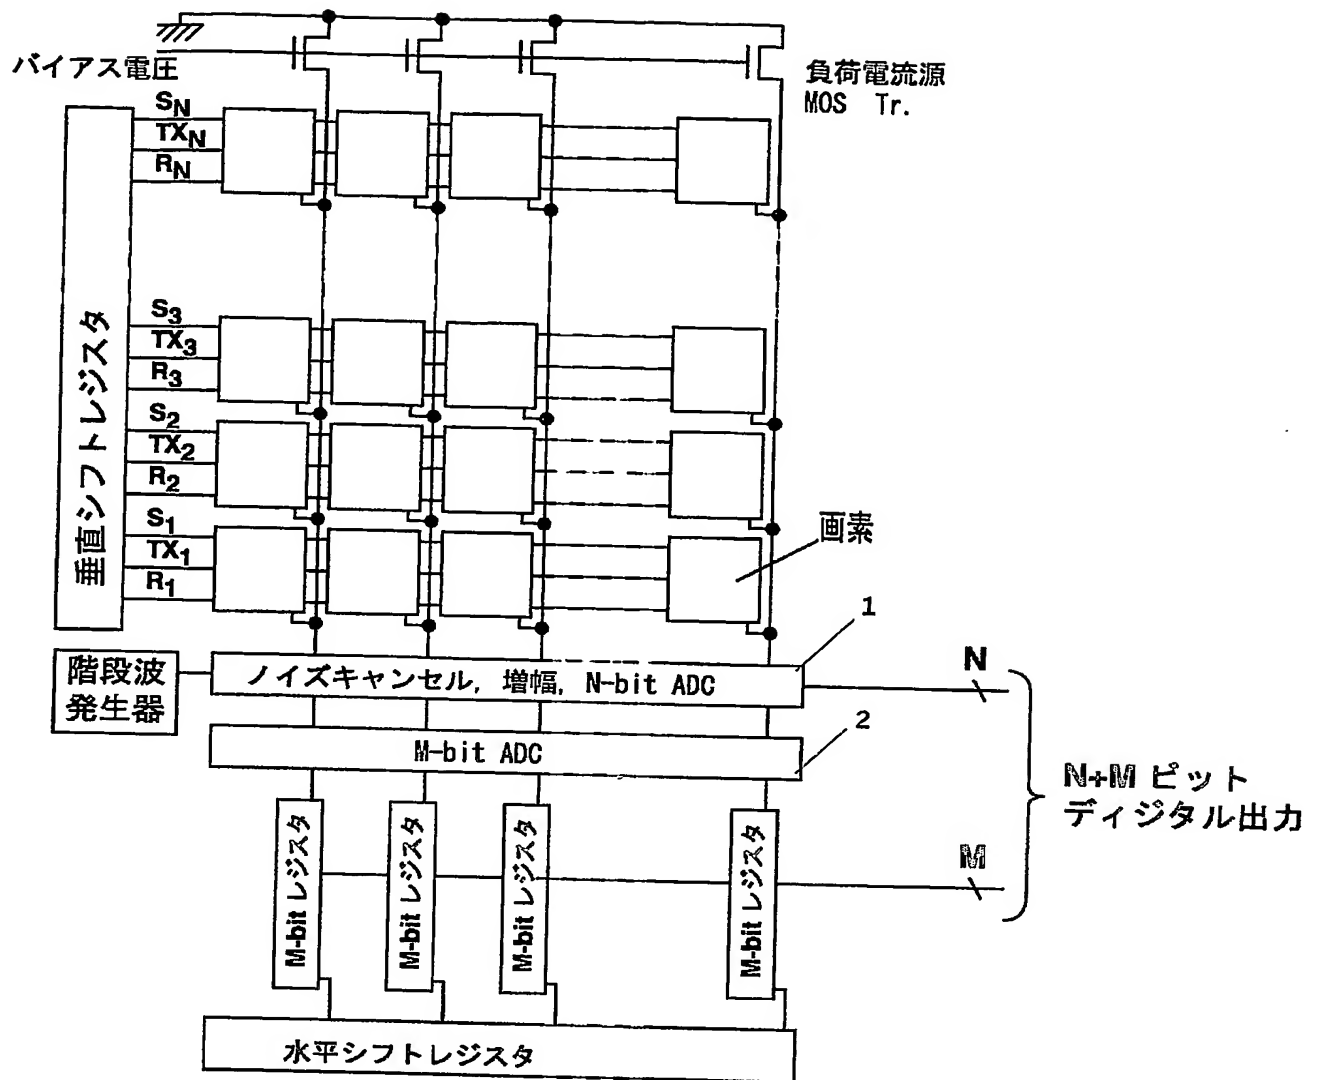 バイアス電圧
負荷電流源
MOS Tr.
SN
TXN
RN
S3
TX3
R3
S2
TX2
R2
S1
TX1
R1
垂直シフトレジスタ
画素
1
階段波
発生器
ノイズキャンセル, 増幅, N-bit ADC
N
2
M-bit ADC
N+M ビット
ディジタル出力
M-bit レジスタ
M-bit レジスタ
M-bit レジスタ
M-bit レジスタ
M
水平シフトレジスタ